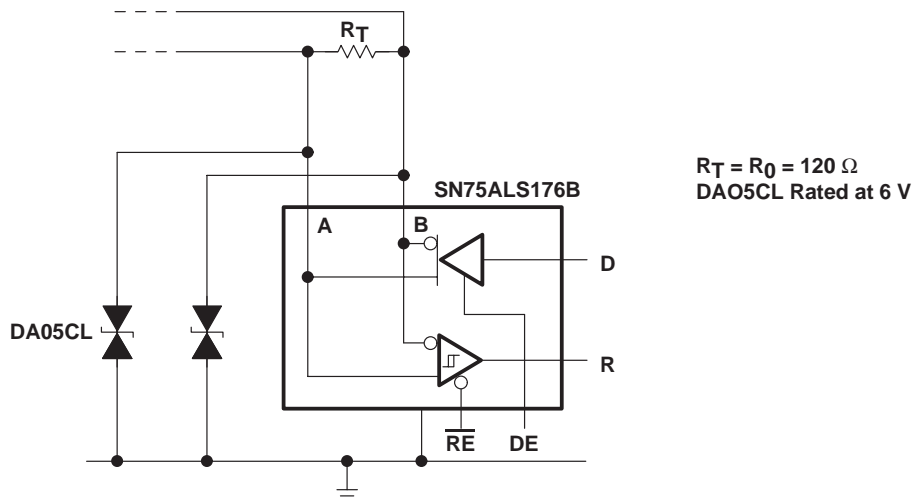 RT
RT = R0 = 120 Ω
DAO5CL Rated at 6 V
SN75ALS176B
A
B
D
DA05CL
R
RE
DE